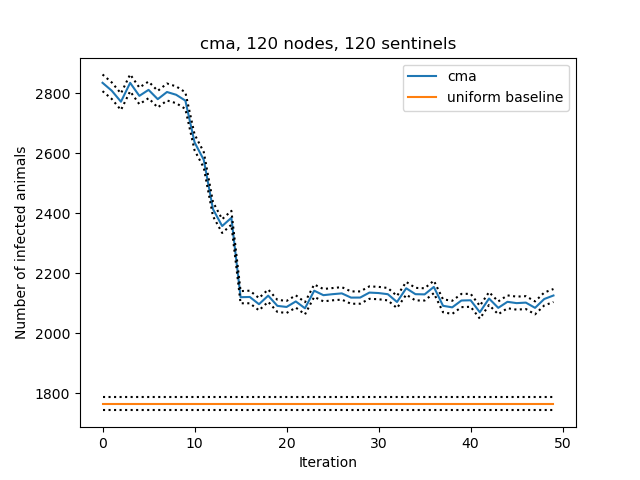 cma, 120 nodes, 120 sentinels
cma
uniform baseline
Number of infected animals
2800
2600
2400
2200
2000
1800
0 10 20 30 40 50
Iteration